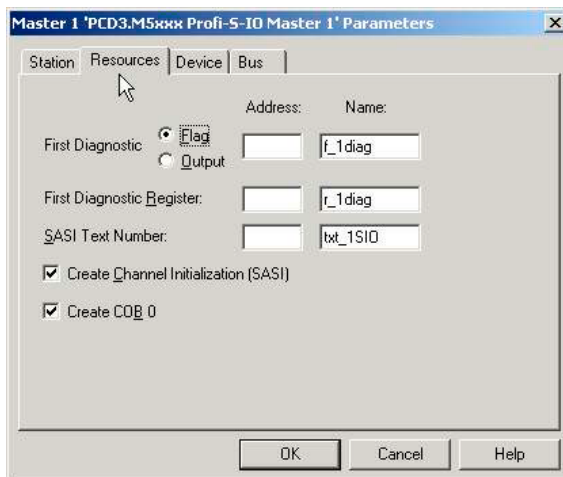 Master 1 'PCD3.M5xxx Profi-S-IO Master 1' Parameters
Station Resources Device Bus
Address: Name:
First Diagnostic Flag f_1diag
Output
First Diagnostic Register: r_1diag
SASI Text Number: txt_1SIO
Create Channel Initialization (SASI)
Create COB 0
OK Cancel Help